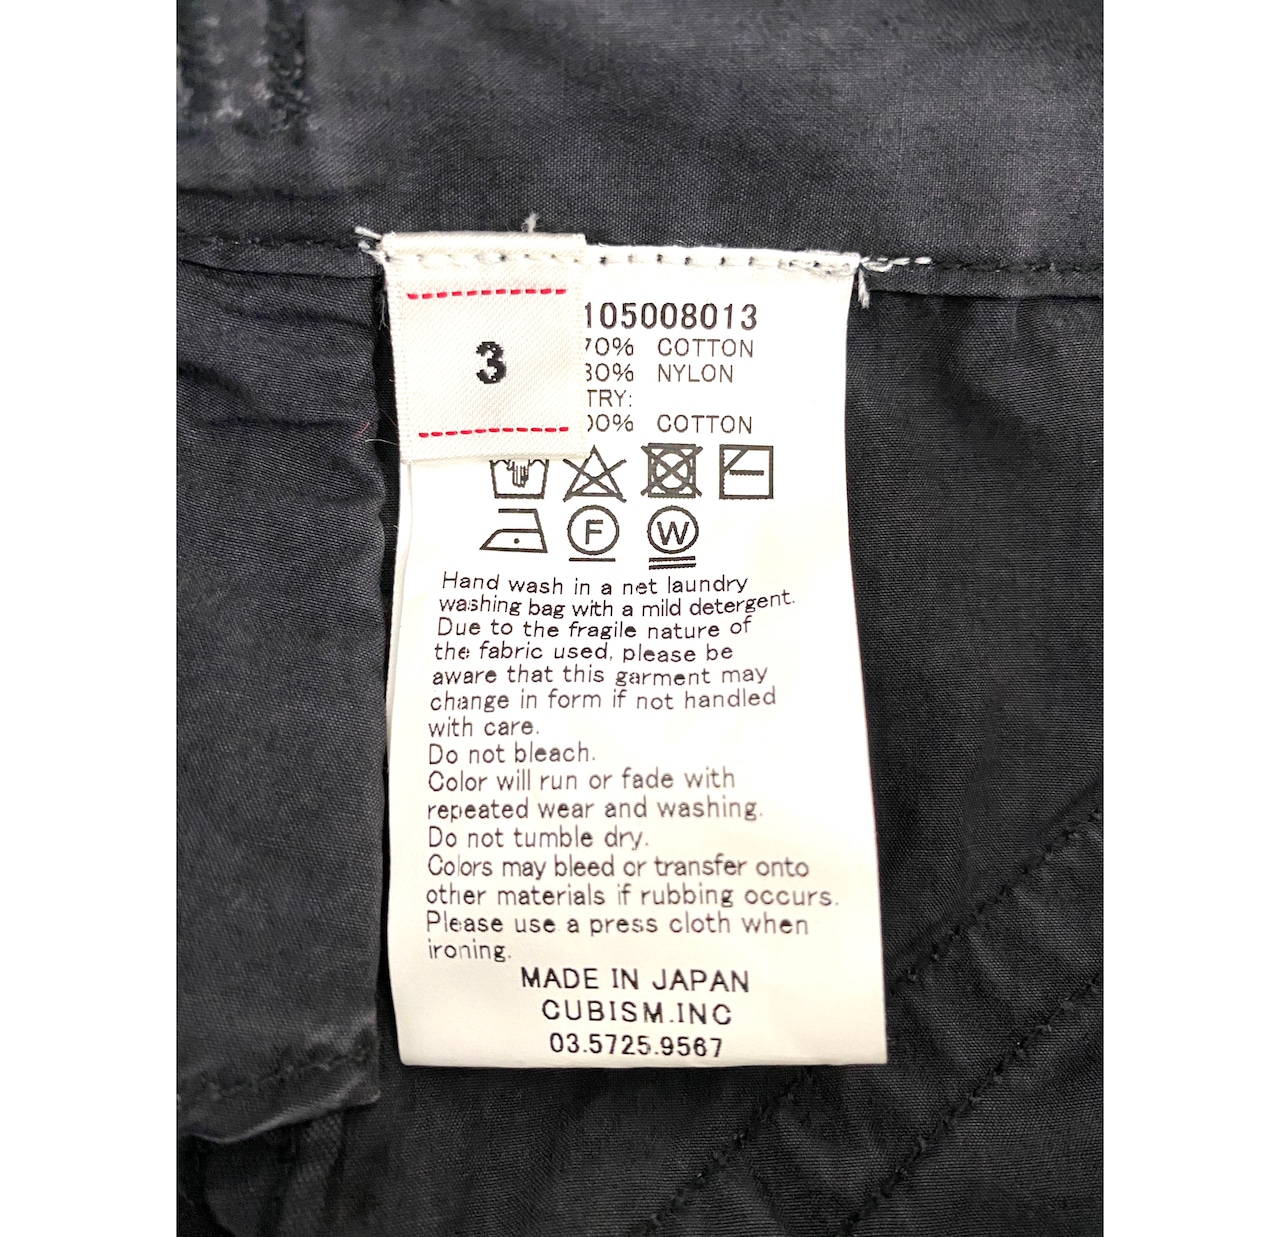 3
105008013
70% COTTON
30% NYLON
TRY:
00% COTTON
F
W
Hand wash in a net laundry
washing bag with a mild detergent.
Due to the fragile nature of
the fabric used, please be
aware that this garment may
change in form if not handled
with care.
Do not bleach.
Color will run or fade with
repeated wear and washing.
Do not tumble dry.
Colors may bleed or transfer onto
other materials if rubbing occurs.
Please use a press cloth when
ironing.
MADE IN JAPAN
CUBISM.INC
03.5725.9567